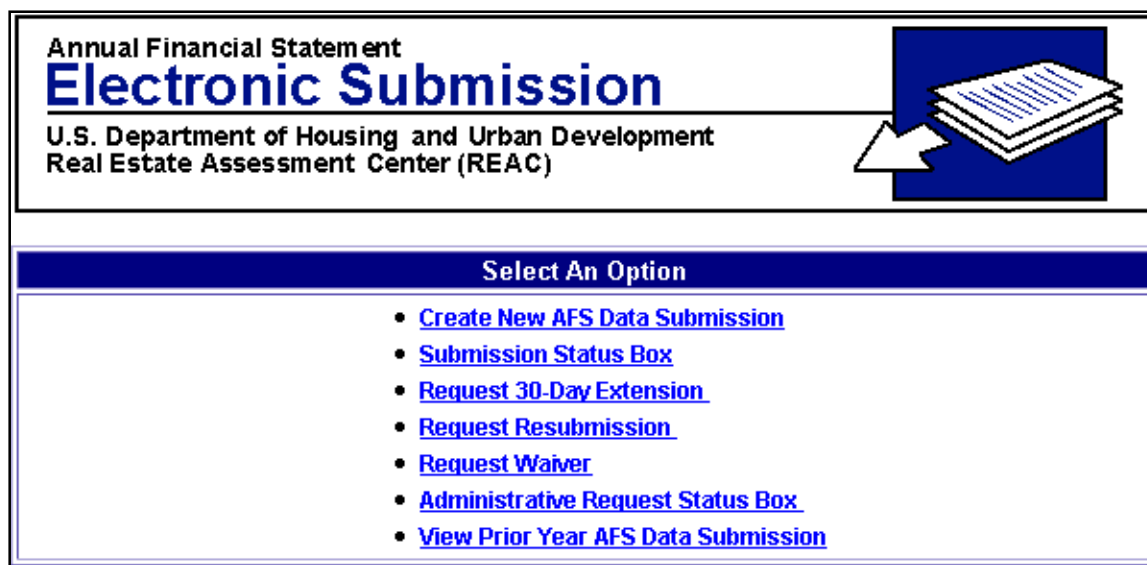 Annual Financial Statement
Electronic Submission
U.S. Department of Housing and Urban Development
Real Estate Assessment Center (REAC)
Select An Option
Create New AFS Data Submission
Submission Status Box
Request 30-Day Extension
Request Resubmission
Request Waiver
Administrative Request Status Box
View Prior Year AFS Data Submission